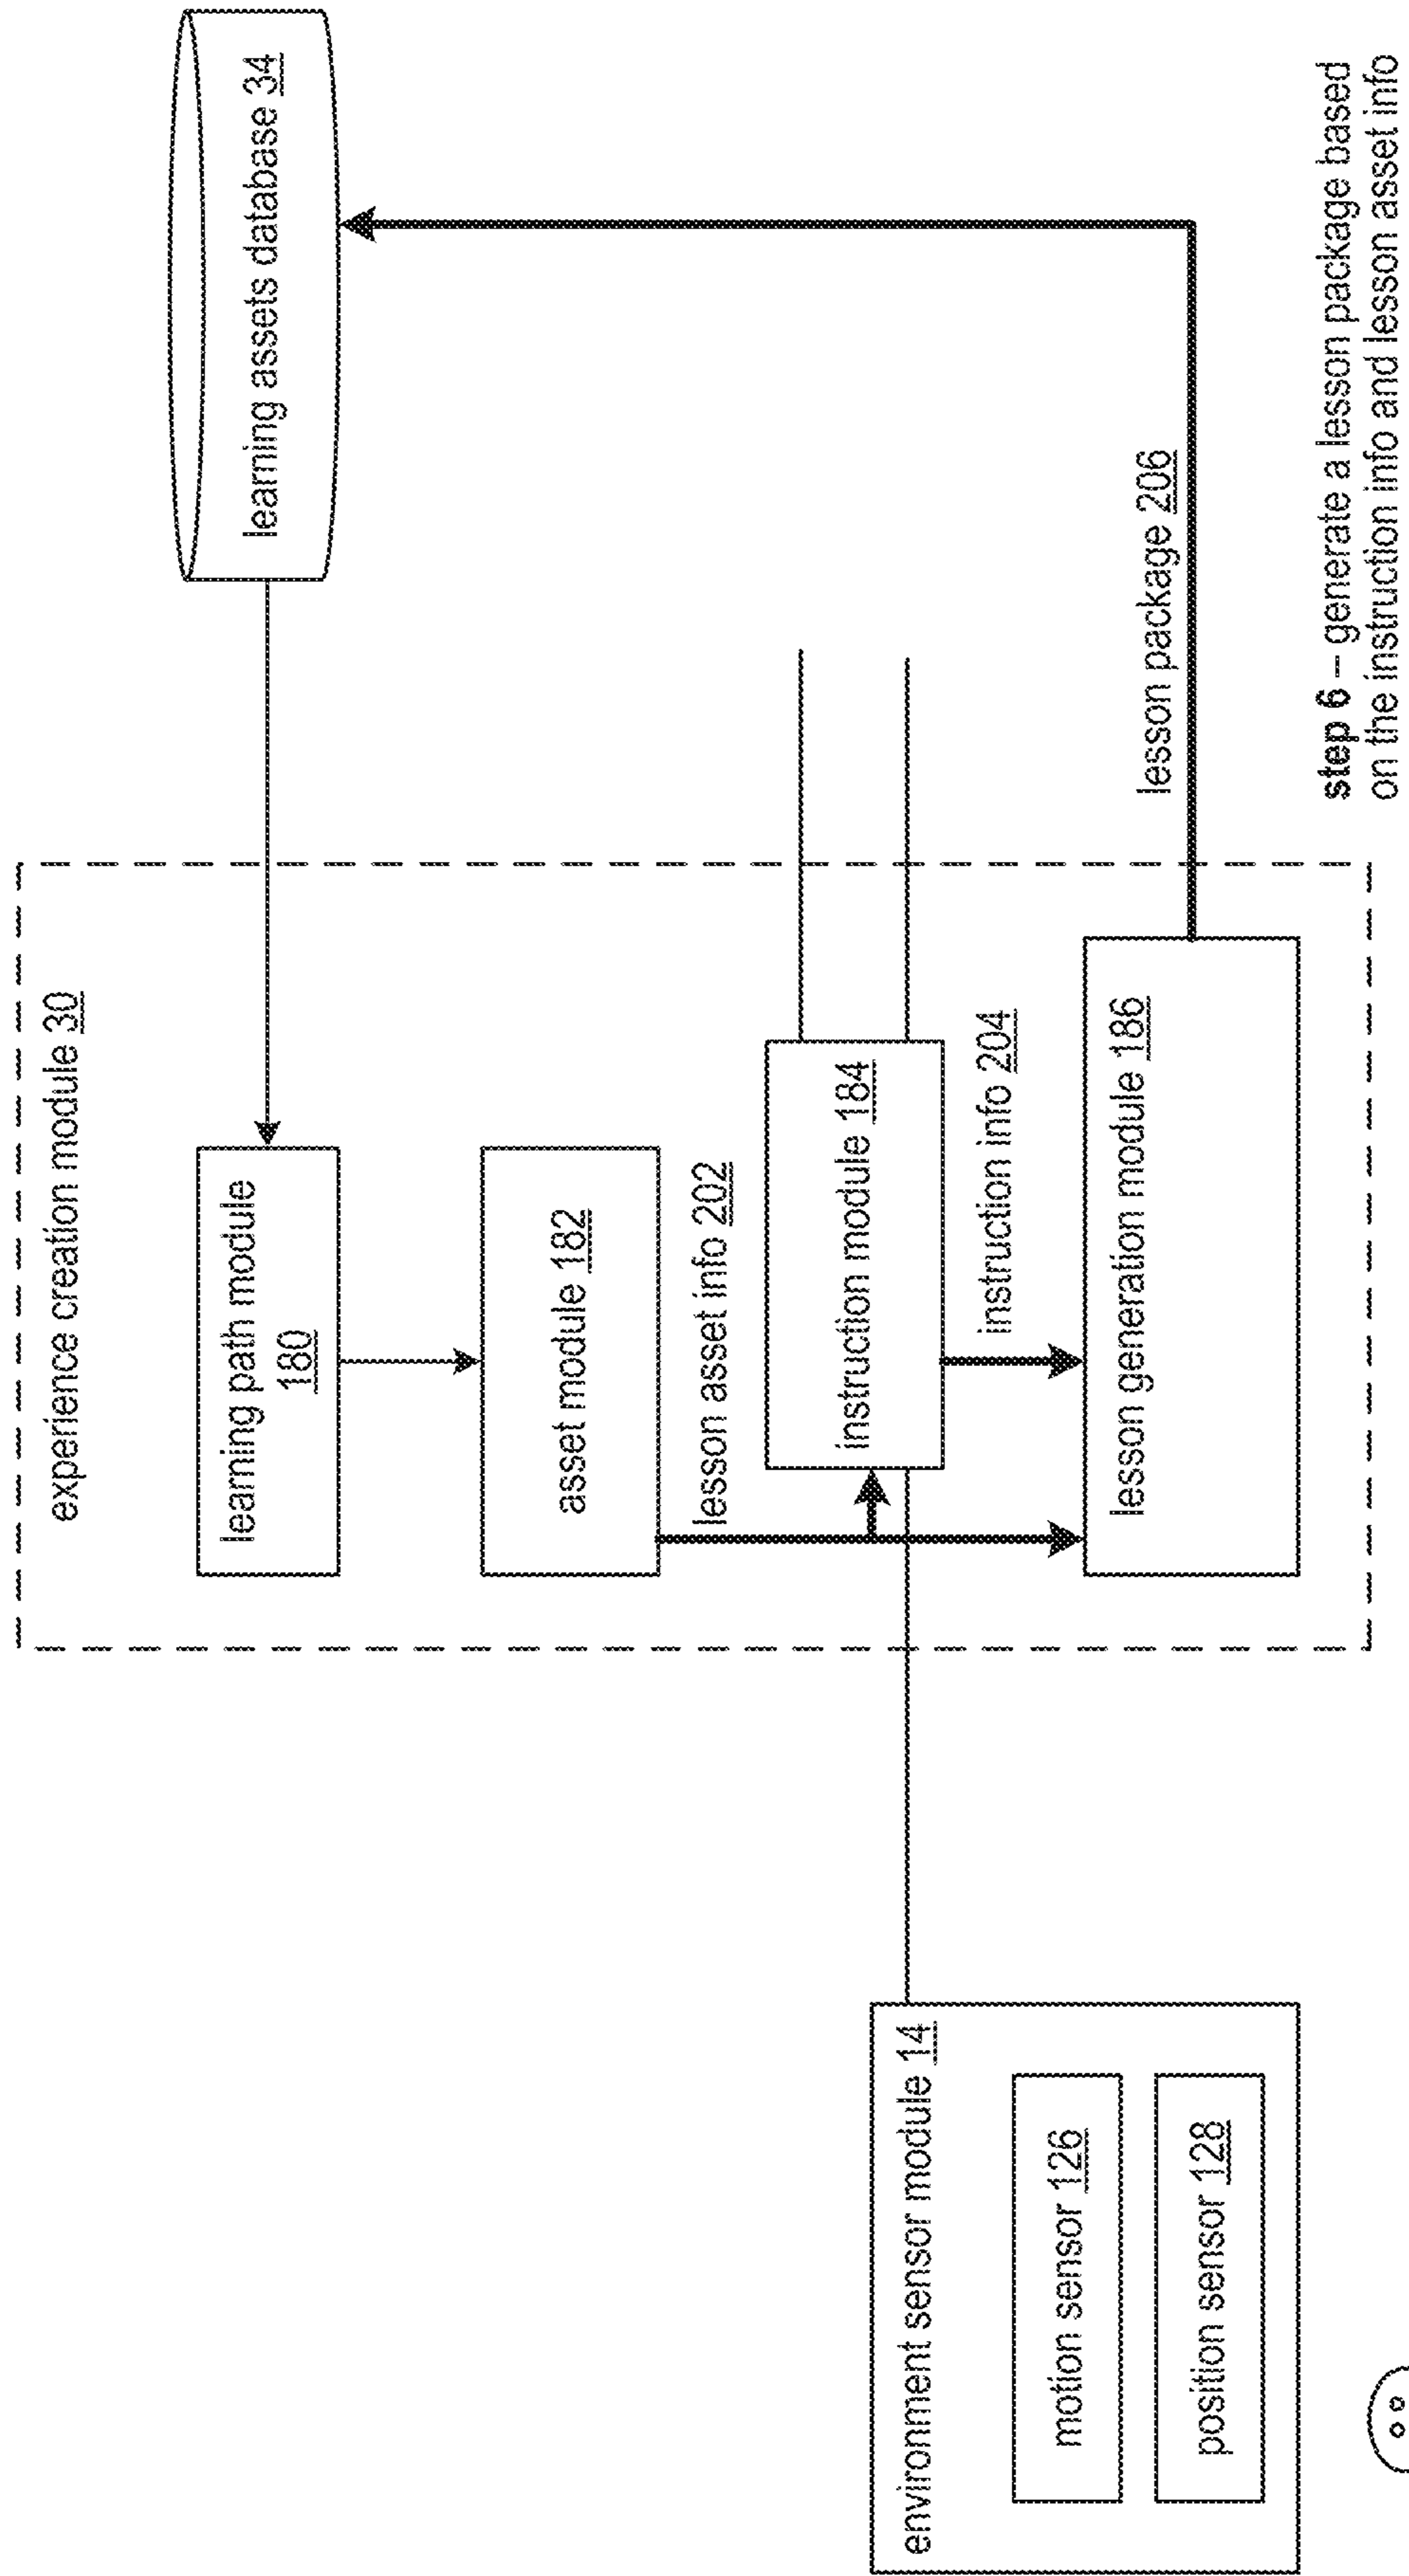 learning assets database 34
experience creation module 30
learning path module
180
asset module 182
lesson asset info 202
instruction module 184
instruction info 204
lesson generation module 186
lesson package 206
environment sensor module 14
motion sensor 126
position sensor 128
step 6 – generate a lesson package based
on the instruction info and lesson asset info